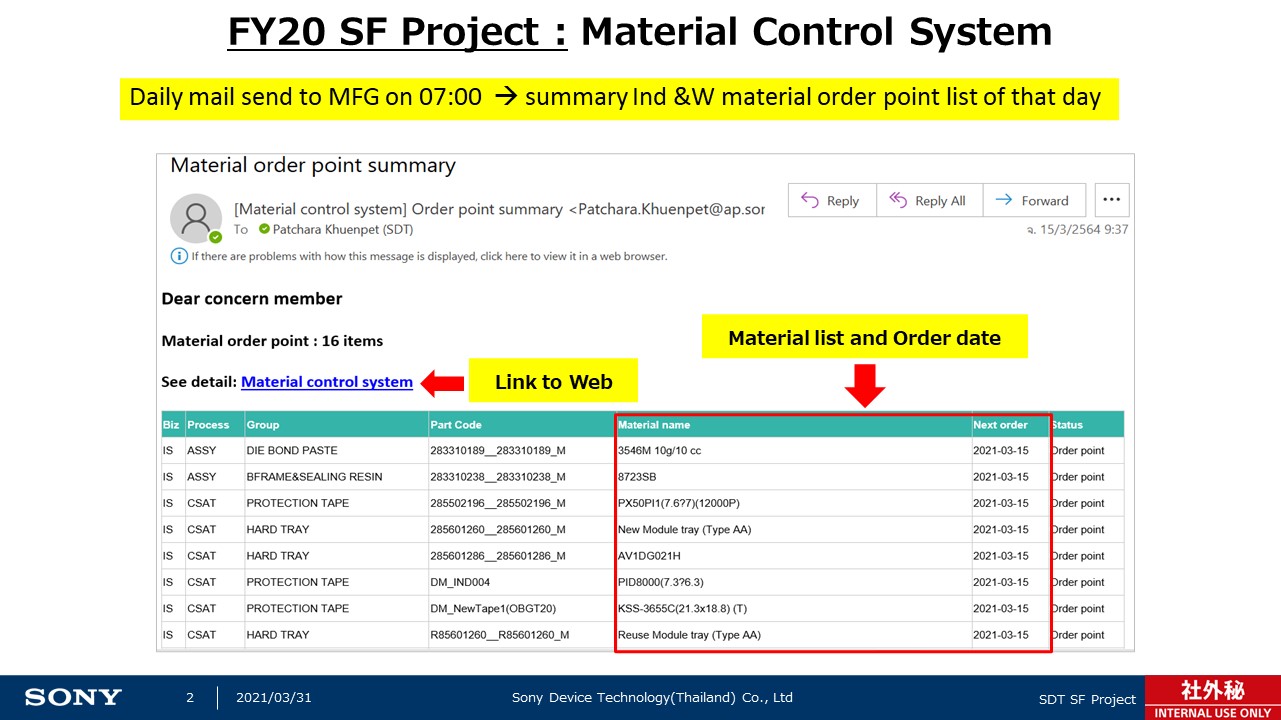 FY20 SF Project : Material Control System
Daily mail send to MFG on 07:00 → summary Ind &W material order point list of that day
Material order point summary
[Material control system] Order point summary <Patchara.Khuenpet@ap.sor
Reply
Reply All
Forward
To Patchara Khuenpet (SDT)
จ. 15/3/2564 9:37
If there are problems with how this message is displayed, click here to view it in a web browser.
Dear concern member
Material order point : 16 items
Material list and Order date
See detail: Material control system
Link to Web
Biz Process Group Part Code Material name Next order Status
IS ASSY DIE BOND PASTE 283310189__283310189_M 3546M 10g/10 cc 2021-03-15 Order point
IS ASSY BFRAME&SEALING RESIN 283310238__283310238_M 8723SB 2021-03-15 Order point
IS CSAT PROTECTION TAPE 285502196__285502196_M PX50PI1(7.6?7)(12000P) 2021-03-15 Order point
IS CSAT HARD TRAY 285601260__285601260_M New Module tray (Type AA) 2021-03-15 Order point
IS CSAT HARD TRAY 285601286__285601286_M AV1DG021H 2021-03-15 Order point
IS CSAT PROTECTION TAPE DM_IND004 PID8000(7.3?6.3) 2021-03-15 Order point
IS CSAT PROTECTION TAPE DM_NewTape1(OBGT20) KSS-3655C(21.3x18.8) (T) 2021-03-15 Order point
IS CSAT HARD TRAY R85601260__R85601260_M Reuse Module tray (Type AA) 2021-03-15 Order point
SONY
2
2021/03/31
Sony Device Technology(Thailand) Co., Ltd
SDT SF Project
社外秘
INTERNAL USE ONLY